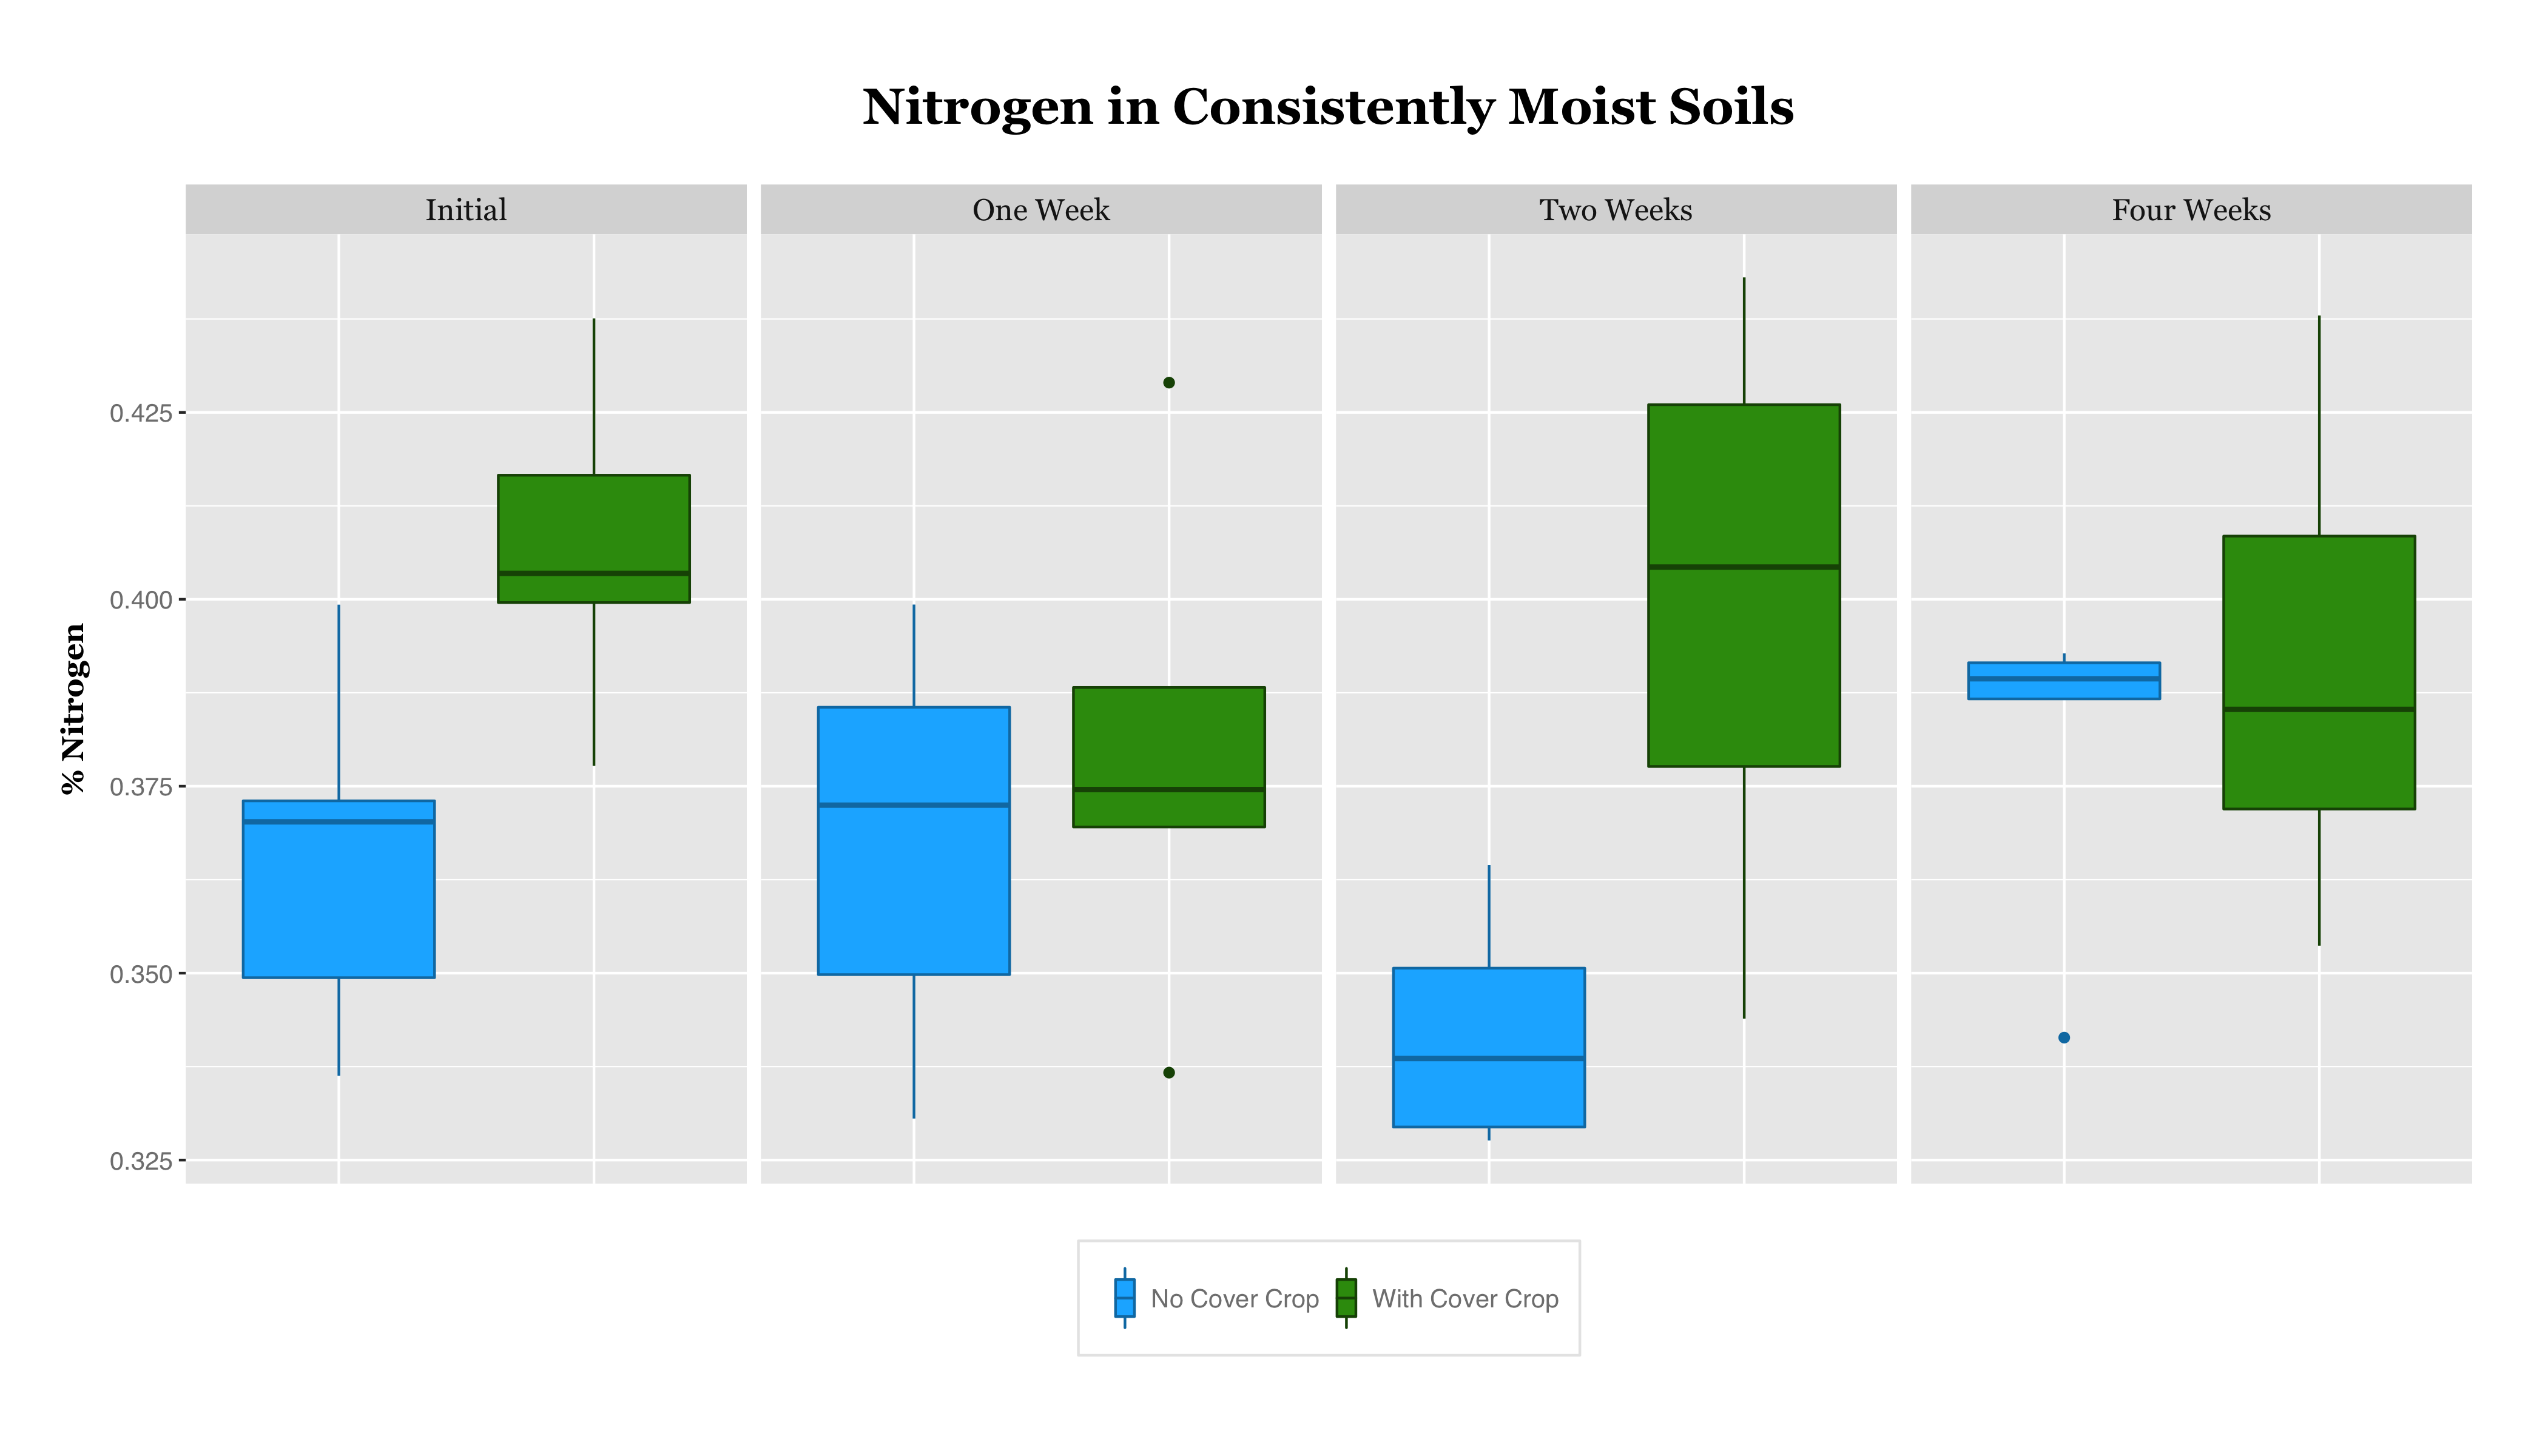 Nitrogen in Consistently Moist Soils
Initial
One Week
Two Weeks
Four Weeks
% Nitrogen
0.425
0.400
0.375
0.350
0.325
No Cover Crop
With Cover Crop